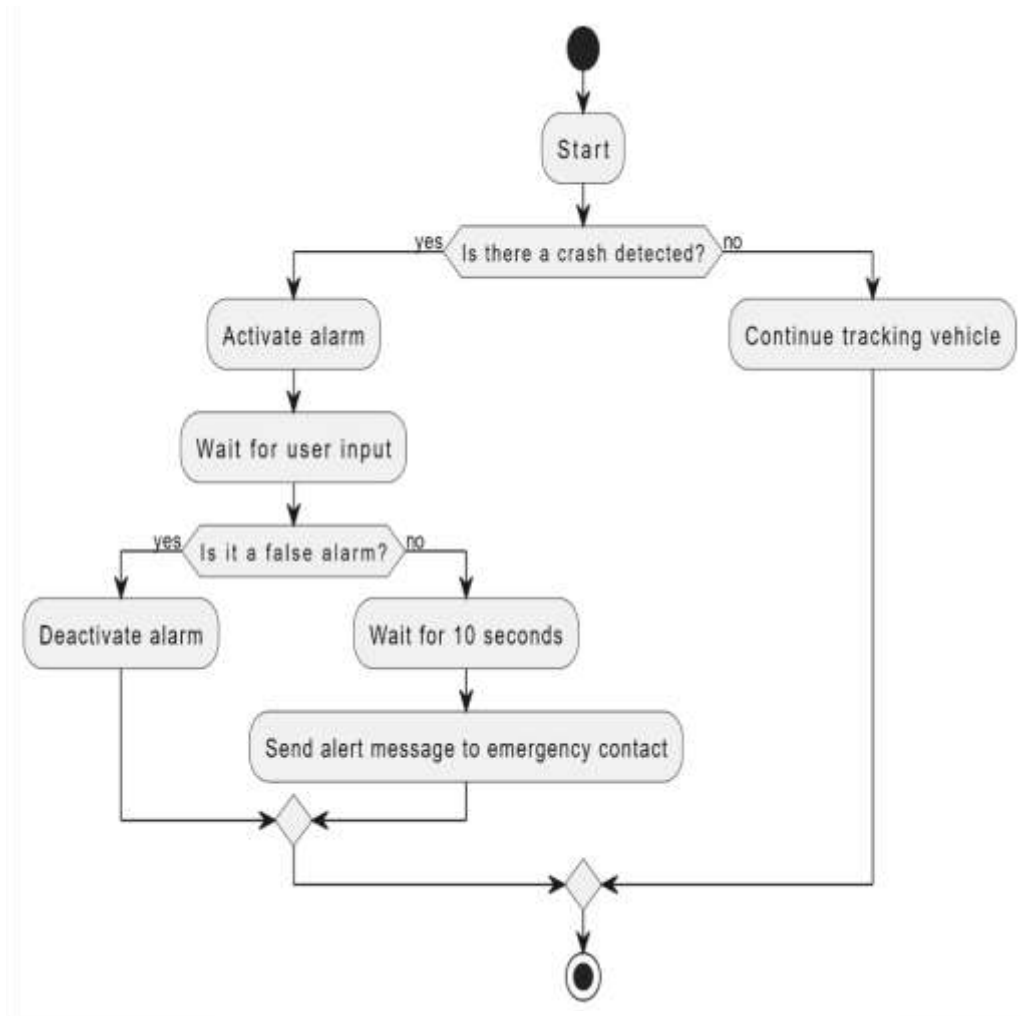 Start
yes
Is there a crash detected?
no
Activate alarm
Continue tracking vehicle
Wait for user input
yes
Is it a false alarm?
no
Deactivate alarm
Wait for 10 seconds
Send alert message to emergency contact